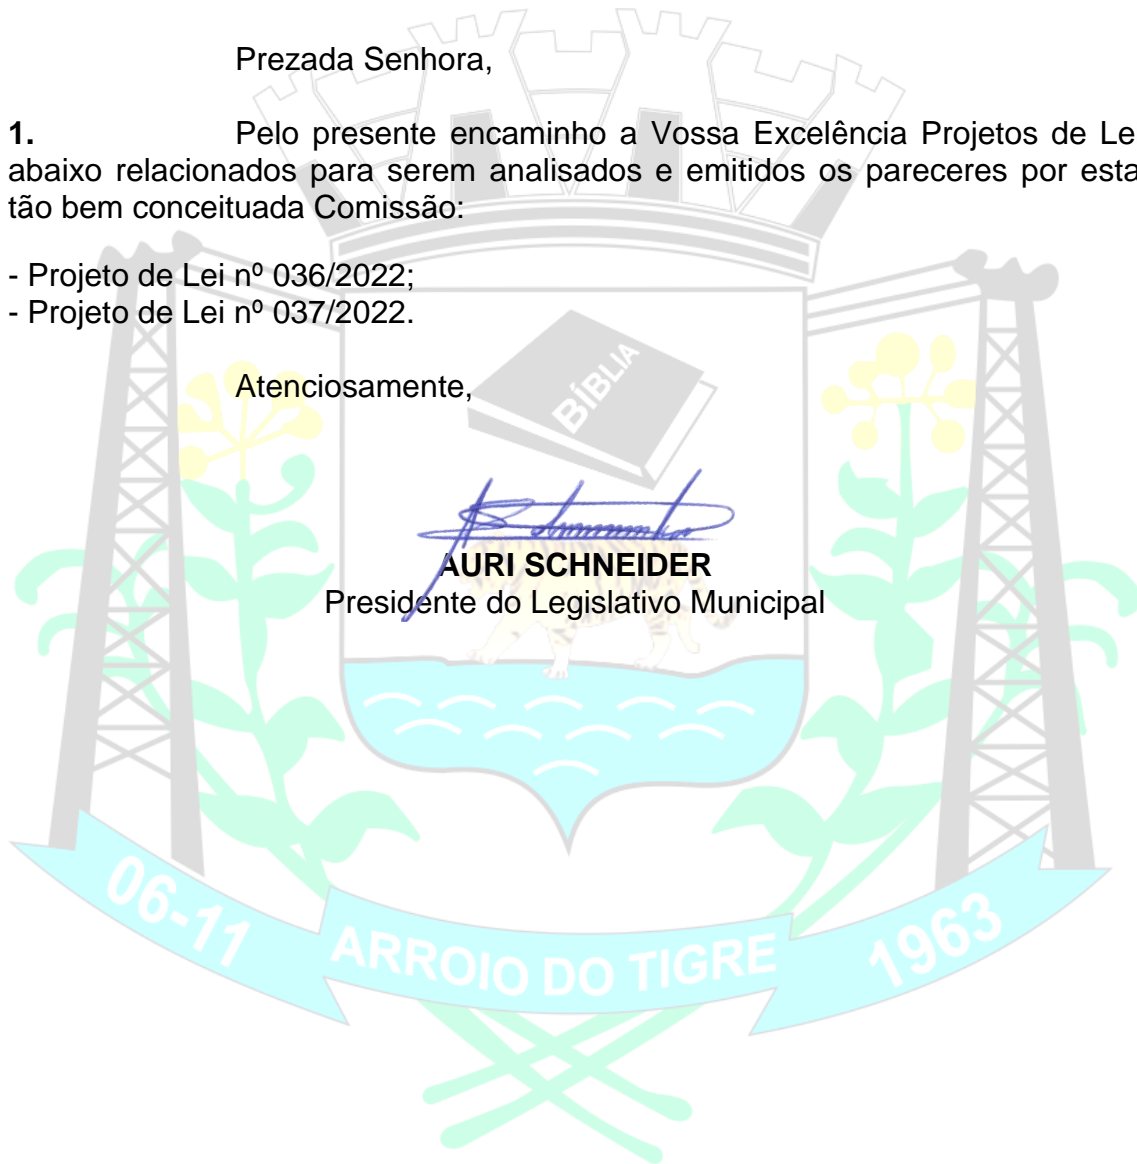 Prezada Senhora,
1. Pelo presente encaminho a Vossa Excelência Projetos de Le
abaixo relacionados para serem analisados e emitidos os pareceres por esta
tão bem conceituada Comissão:
- Projeto de Lei nº 036/2022;
- Projeto de Lei nº 037/2022.
Atenciosamente,
BÍBLIA
AURI SCHNEIDER
Presidente do Legislativo Municipal
06-11
ARROIO DO TIGRE
1963